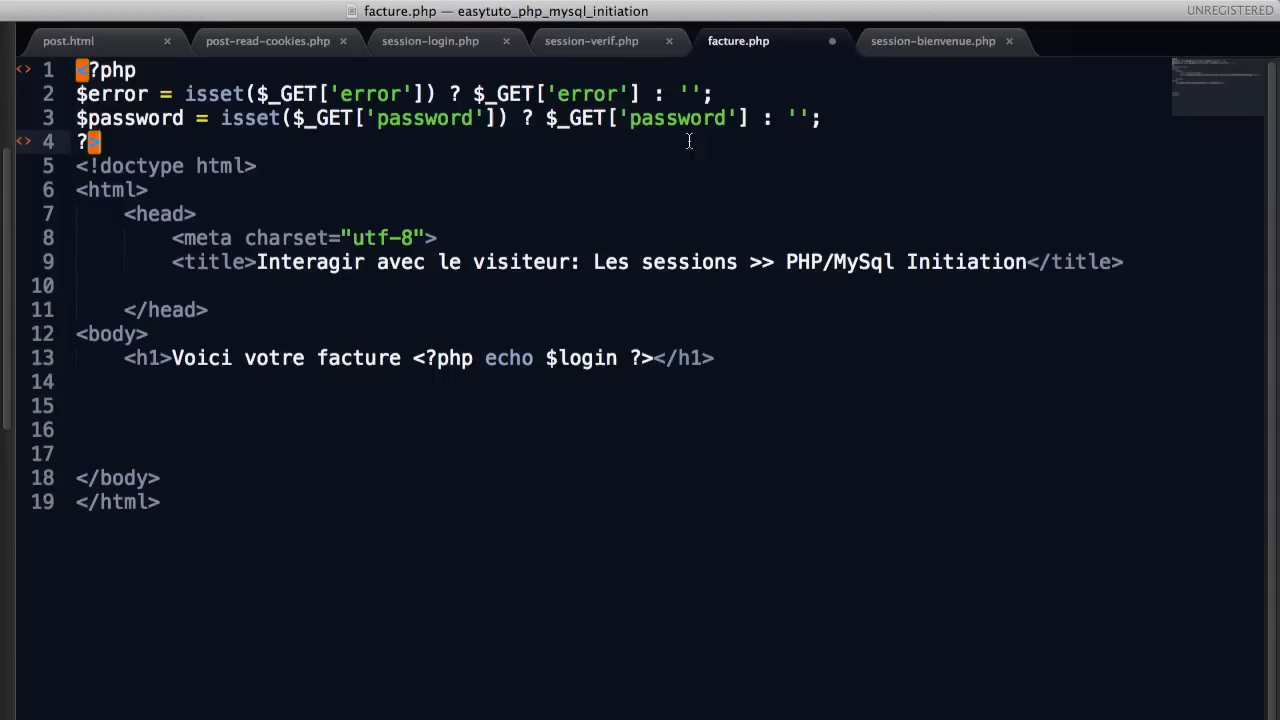 facture.php — easytuto_php_mysql_initiation
UNREGISTERED
post.html × post-read-cookies.php × session-login.php × session-verif.php × facture.php session-bienvenue.php ×
1 <?php
2 $error = isset($_GET['error']) ? $_GET['error'] : '';
3 $password = isset($_GET['password']) ? $_GET['password'] : '';
4 ?>
5 <!doctype html>
6 <html>
7 <head>
8 <meta charset="utf-8">
9 <title>Interagir avec le visiteur: Les sessions >> PHP/MySql Initiation</title>
10
11 </head>
12 <body>
13 <h1>Voici votre facture <?php echo $login ?></h1>
14
15
16
17
18 </body>
19 </html>